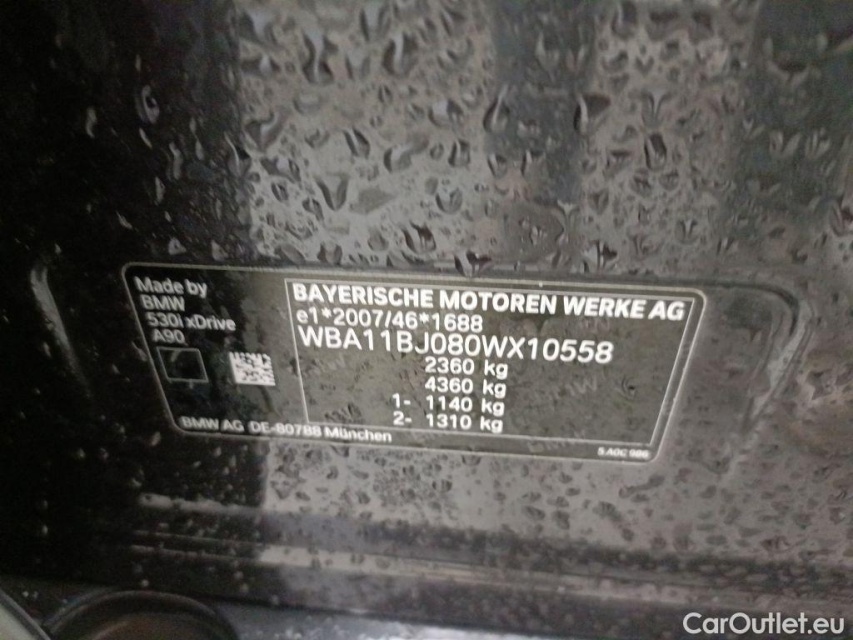 Made by
BMW
530i xDrive
A90
BMW AG DE-80788 München
BAYERISCHE MOTOREN WERKE AG
e1*2007/46*1688
WBA11BJ080WX10558
2360 kg
4360 kg
1- 1140 kg
2- 1310 kg
CarOutlet.eu